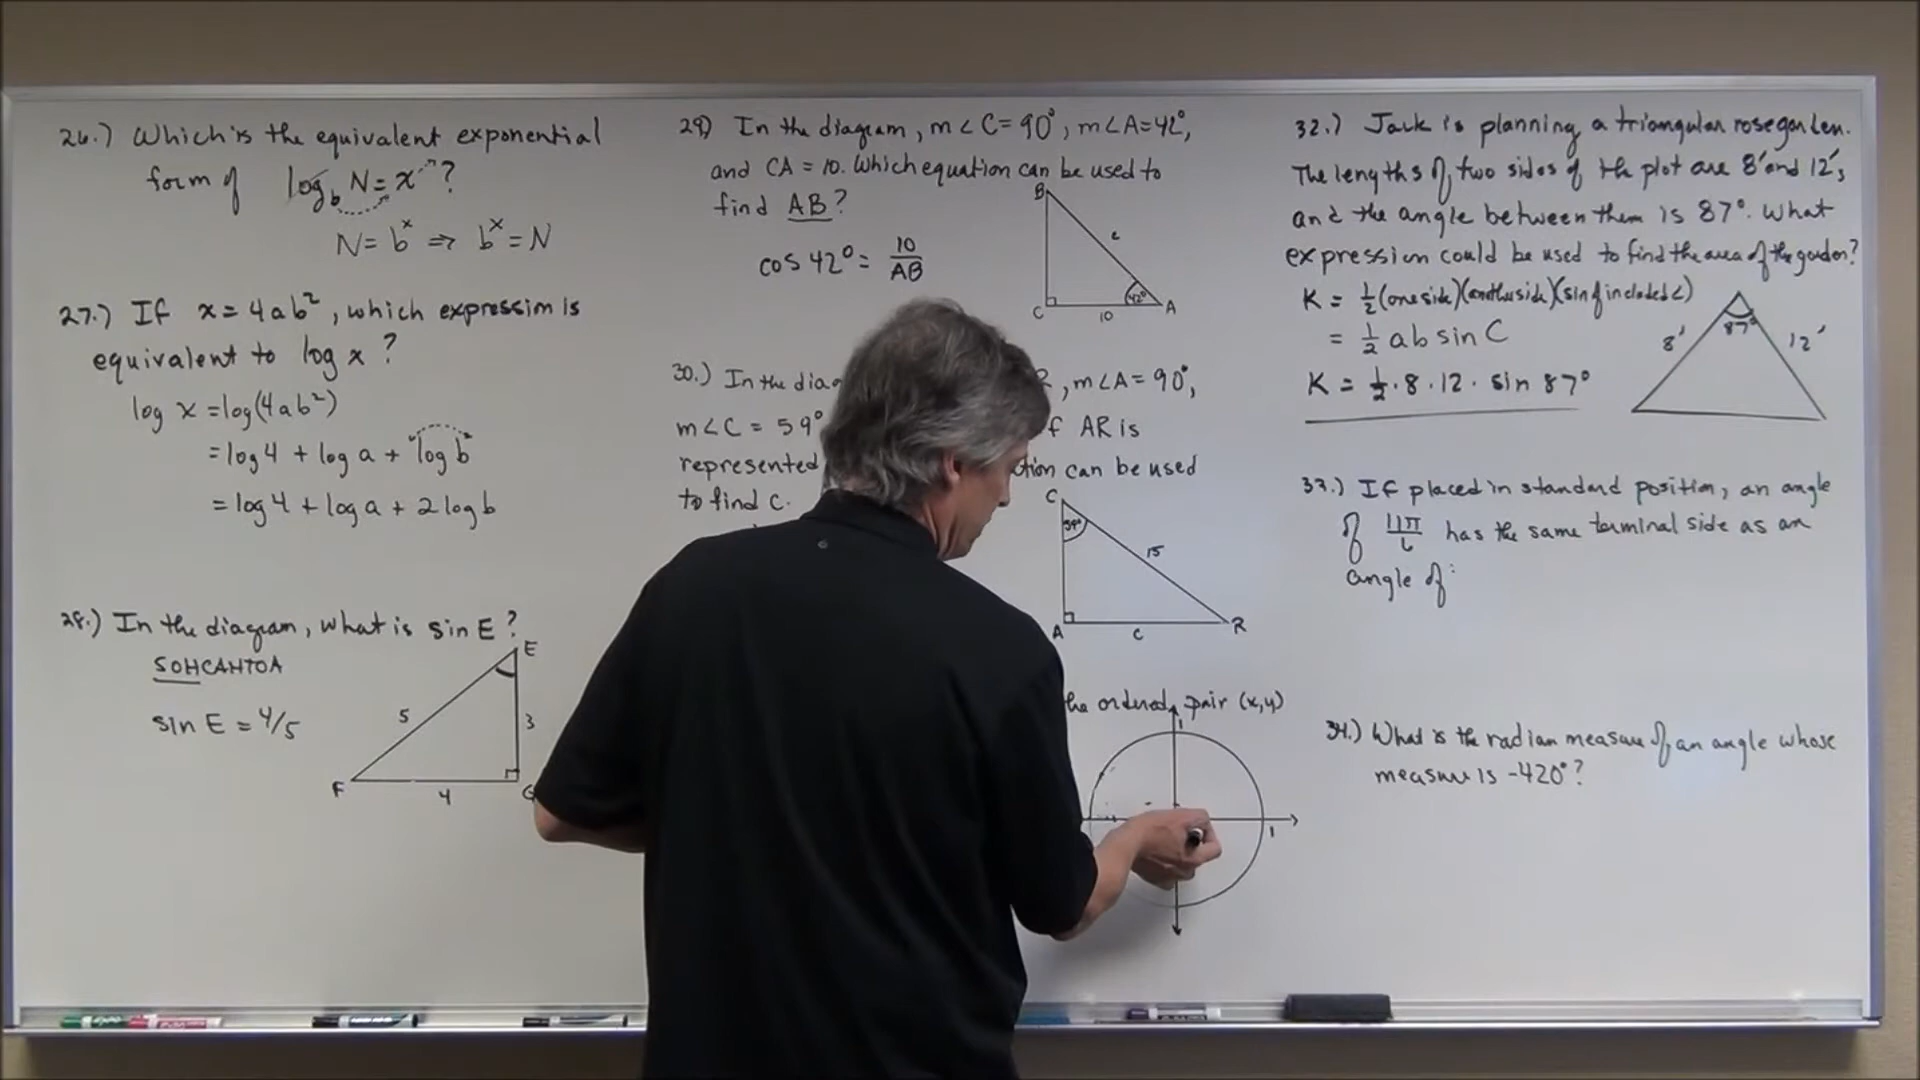 26.) Which is the equivalent exponential
form of log_b N = x ?
N = b^x ⇒ b^x = N
27.) If x = 4ab², which expression is
equivalent to log x ?
log x = log(4ab²)
= log 4 + log a + log b
= log 4 + log a + 2 log b
28.) In the diagram, what is sin E ?
SOHCAHTOA
sin E = 4/5
E
5
3
F
4
G
29) In the diagram, m∠C = 90°, m∠A = 42°,
and CA = 10. Which equation can be used to
find AB ?
cos 42° = 10/AB
B
c
42°
C
10
A
30.) In the
, m∠A = 90°,
m∠C = 59°
AR is
represented
can be used
to find c.
C
59°
15
A
c
R
the ordered pair (x,y)
1
1
32.) Jack is planning a triangular rose garden.
The lengths of two sides of the plot are 8' and 12',
and the angle between them is 87°. What
expression could be used to find the area of the garden?
K = ½(one side)(another side)(sin of included ∠)
= ½ ab sin C
K = ½ · 8 · 12 · sin 87°
87°
8'
12'
33.) If placed in standard position, an angle
of 11π/6 has the same terminal side as an
angle of:
34.) What is the radian measure of an angle whose
measure is -420° ?